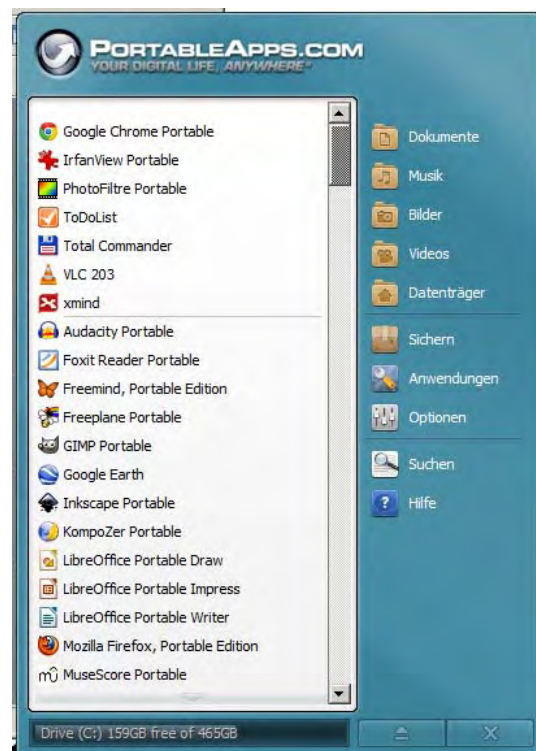 PORTABLEAPPS.COM
YOUR DIGITAL LIFE, ANYWHERE®
Google Chrome Portable
IrfanView Portable
PhotoFiltre Portable
ToDoList
Total Commander
VLC 203
xmind
Audacity Portable
Foxit Reader Portable
Freemind, Portable Edition
Freeplane Portable
GIMP Portable
Google Earth
Inkscape Portable
KompoZer Portable
LibreOffice Portable Draw
LibreOffice Portable Impress
LibreOffice Portable Writer
Mozilla Firefox, Portable Edition
MuseScore Portable
Dokumente
Musik
Bilder
Videos
Datenträger
Sichern
Anwendungen
Optionen
Suchen
Hilfe
Drive (C:) 159GB free of 465GB